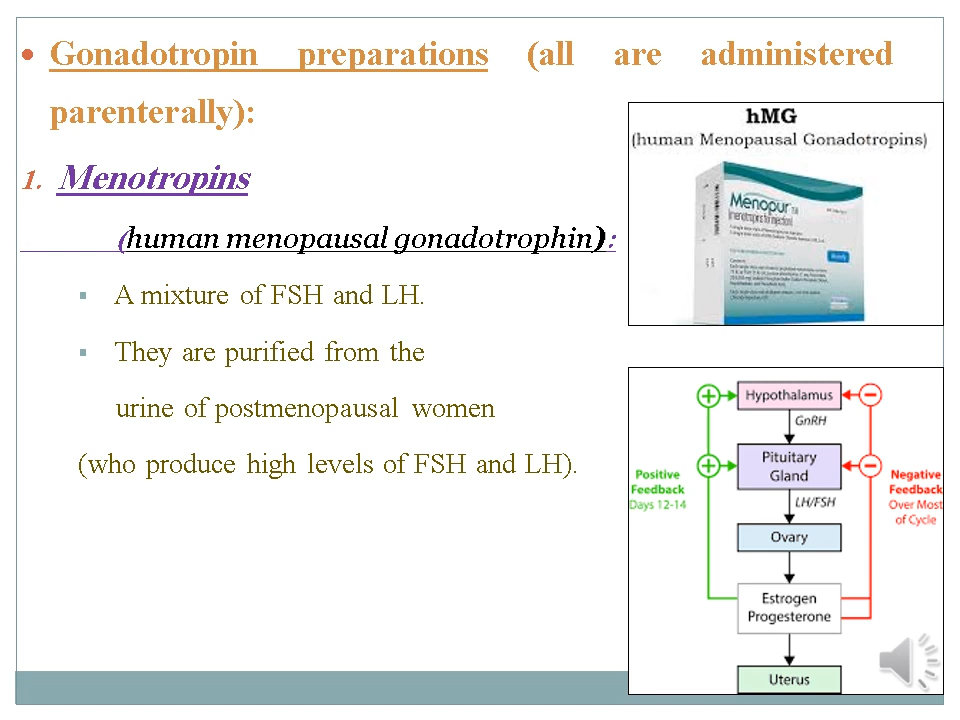 • Gonadotropin preparations (all are administered
parenterally):
1. Menotropins
(human menopausal gonadotrophin):
▪ A mixture of FSH and LH.
▪ They are purified from the
urine of postmenopausal women
(who produce high levels of FSH and LH).
hMG
(human Menopausal Gonadotropins)
Menopur
Hypothalamus
GnRH
Pituitary
Gland
Positive
Feedback
Days 12-14
Negative
Feedback
Over Most
of Cycle
LH/FSH
Ovary
Estrogen
Progesterone
Uterus